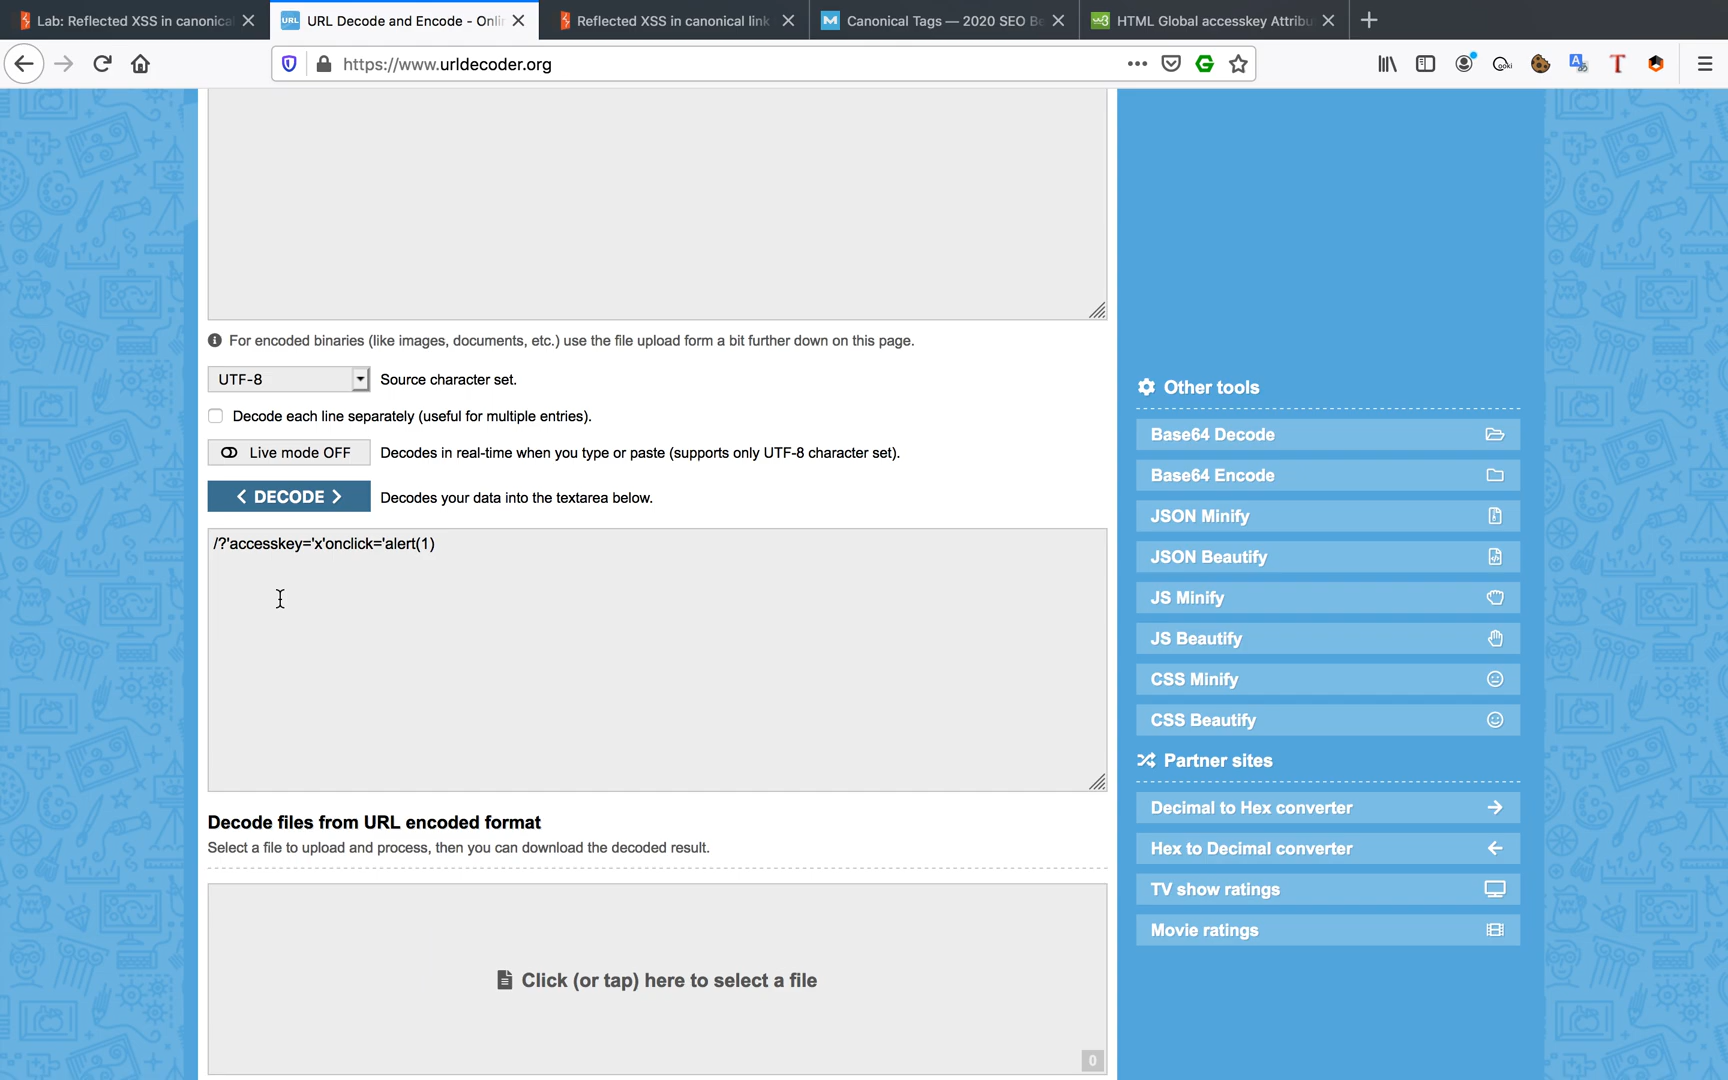 Lab: Reflected XSS in canonical
URL Decode and Encode - Onli
Reflected XSS in canonical link
Canonical Tags — 2020 SEO Be
HTML Global accesskey Attribu
https://www.urldecoder.org
For encoded binaries (like images, documents, etc.) use the file upload form a bit further down on this page.
UTF-8 Source character set.
Decode each line separately (useful for multiple entries).
Live mode OFF Decodes in real-time when you type or paste (supports only UTF-8 character set).
< DECODE > Decodes your data into the textarea below.
/?'accesskey='x'onclick='alert(1)
Decode files from URL encoded format
Select a file to upload and process, then you can download the decoded result.
Click (or tap) here to select a file
0
Other tools
Base64 Decode
Base64 Encode
JSON Minify
JSON Beautify
JS Minify
JS Beautify
CSS Minify
CSS Beautify
Partner sites
Decimal to Hex converter
Hex to Decimal converter
TV show ratings
Movie ratings